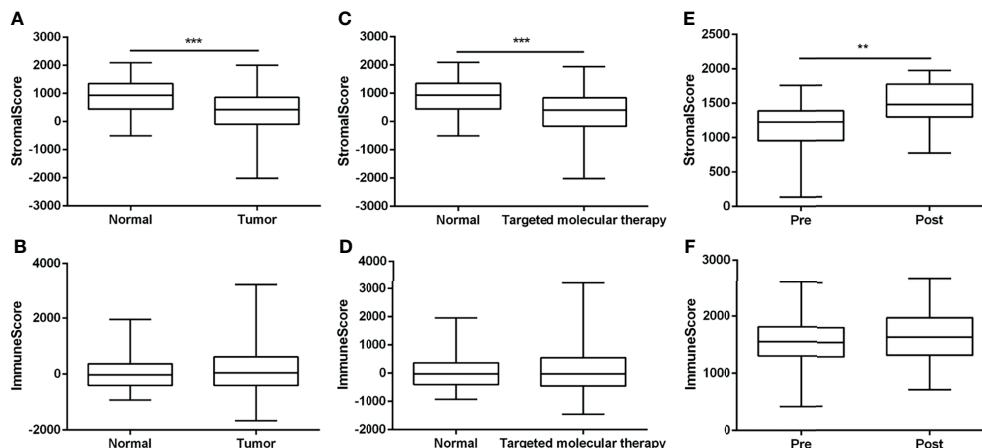 A
StromalScore
3000
2000
1000
0
-1000
-2000
-3000
***
Normal
Tumor
C
StromalScore
3000
2000
1000
0
-1000
-2000
-3000
***
Normal
Targeted molecular therapy
E
StromalScore
2500
2000
1500
1000
500
0
**
Pre
Post
B
ImmuneScore
4000
2000
0
-2000
Normal
Tumor
D
ImmuneScore
4000
3000
2000
1000
0
-1000
-2000
Normal
Targeted molecular therapy
F
ImmuneScore
3000
2000
1000
0
Pre
Post